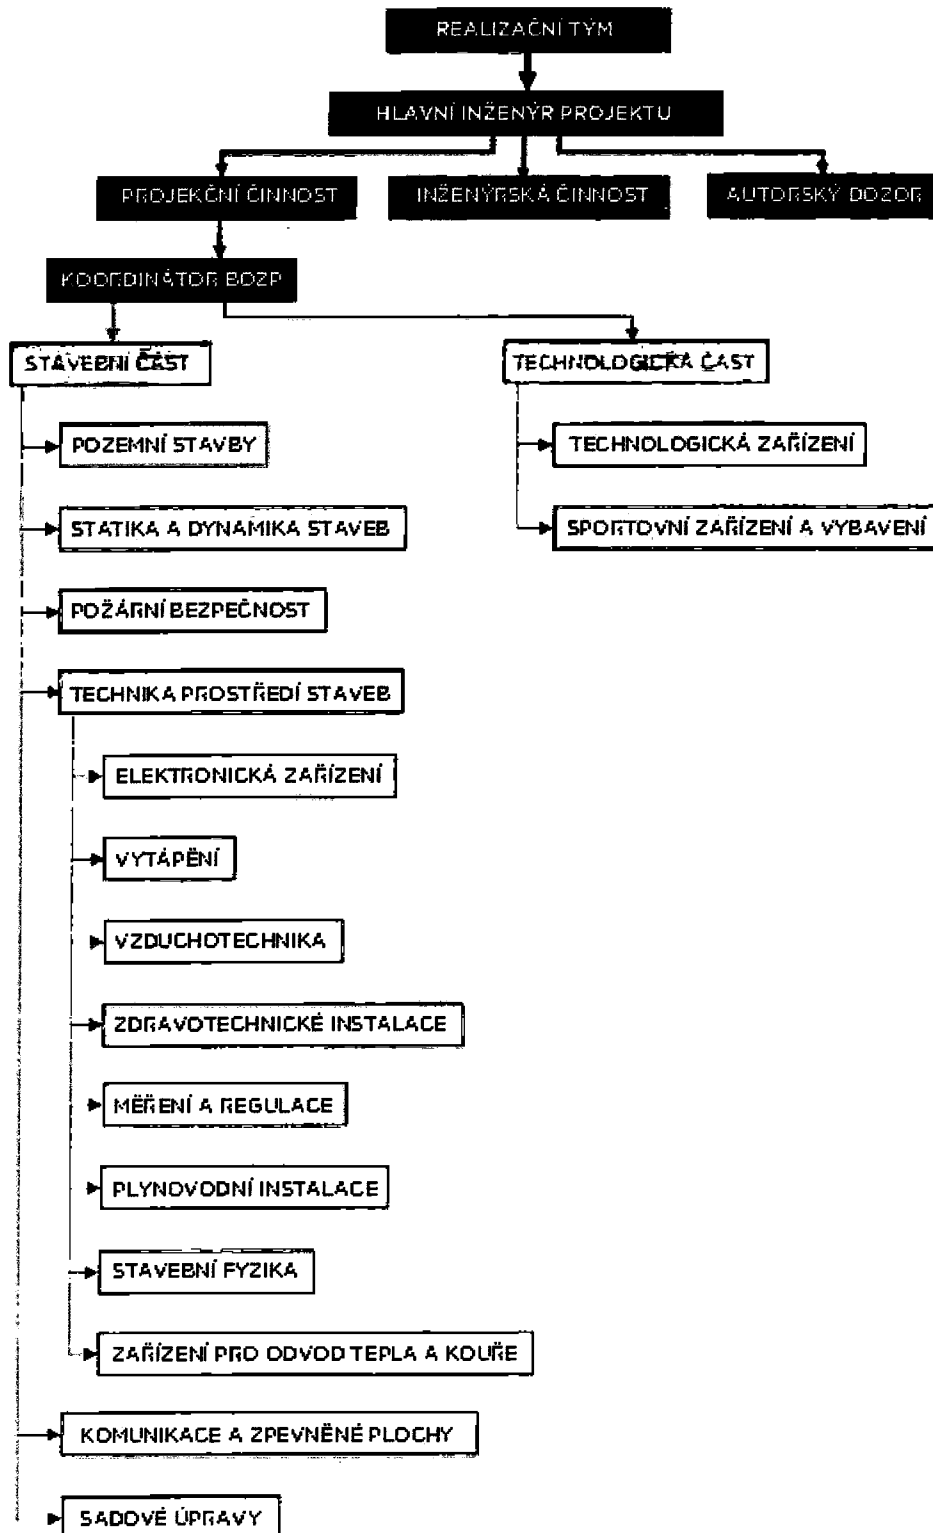 REALIZAČNÍ TÝM
HLAVNÍ INŽENÝR PROJEKTU
PROJEKČNÍ ČINNOST
INŽENÝRSKÁ ČINNOST
AUTORSKÝ DOZOR
KOORDINÁTOR BOZP
STAVEBNÍ ČÁST
TECHNOLOGICKÁ ČÁST
POZEMNÍ STAVBY
TECHNOLOGICKÁ ZAŘÍZENÍ
STATIKA A DYNAMIKA STAVEB
SPORTOVNÍ ZAŘÍZENÍ A VYBAVENÍ
POŽÁRNÍ BEZPEČNOST
TECHNIKA PROSTŘEDÍ STAVEB
ELEKTRONICKÁ ZAŘÍZENÍ
VYTÁPĚNÍ
VZDUCHOTECHNIKA
ZDRAVOTECHNICKÉ INSTALACE
MĚŘENÍ A REGULACE
PLYNOVODNÍ INSTALACE
STAVEBNÍ FYZIKA
ZAŘÍZENÍ PRO ODVOD TEPLA A KOUŘE
KOMUNIKACE A ZPEVNĚNÉ PLOCHY
SADOVÉ ÚPRAVY